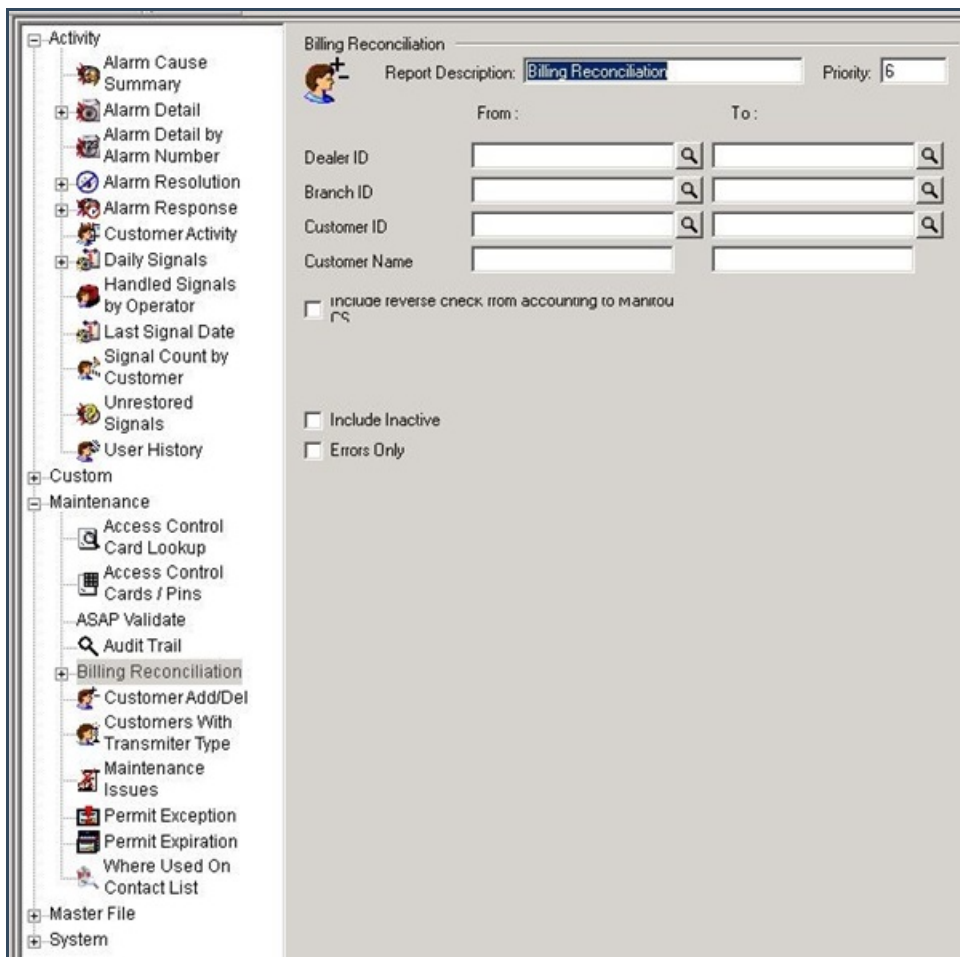 Activity
Alarm Cause
Summary
Alarm Detail
Alarm Detail by
Alarm Number
Alarm Resolution
Alarm Response
Customer Activity
Daily Signals
Handled Signals
by Operator
Last Signal Date
Signal Count by
Customer
Unrestored
Signals
User History
Custom
Maintenance
Access Control
Card Lookup
Access Control
Cards / Pins
ASAP Validate
Audit Trail
Billing Reconciliation
Customer Add/Del
Customers With
Transmiter Type
Maintenance
Issues
Permit Exception
Permit Expiration
Where Used On
Contact List
Master File
System
Billing Reconciliation
Report Description: Billing Reconciliation Priority: 6
From : To :
Dealer ID
Branch ID
Customer ID
Customer Name
Include reverse check from accounting to Manitou
CS
Include Inactive
Errors Only